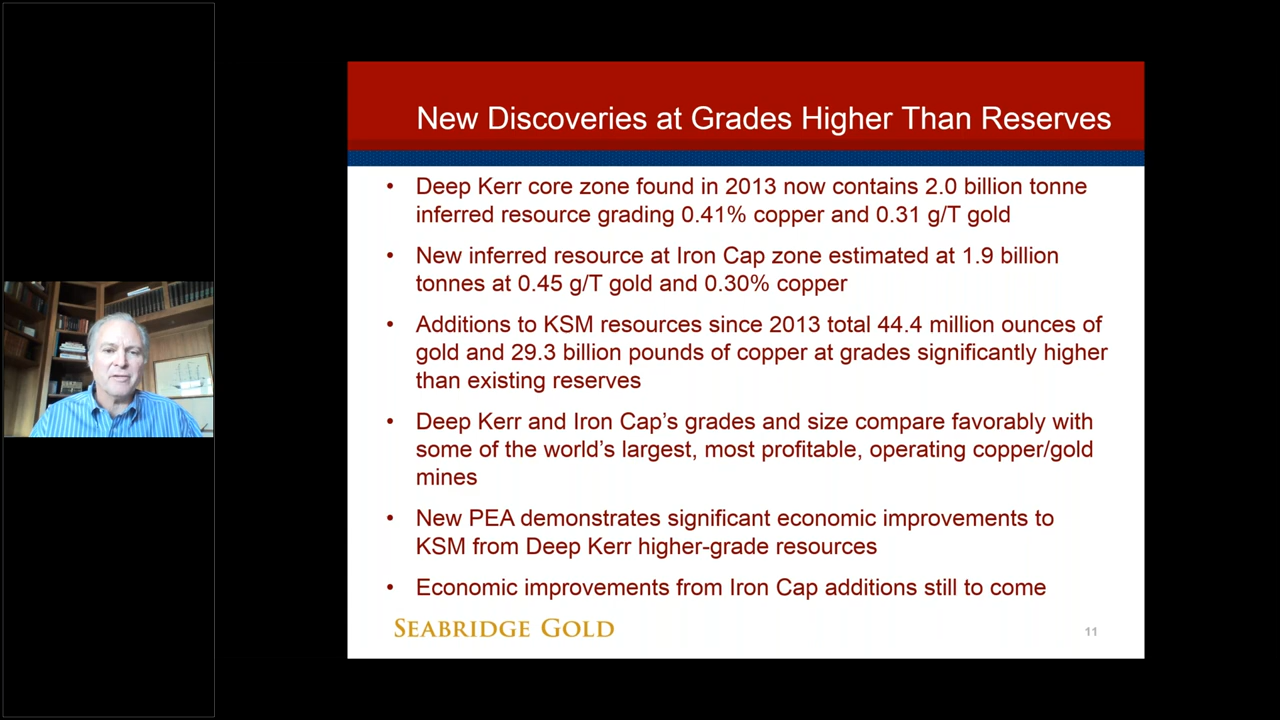 New Discoveries at Grades Higher Than Reserves
• Deep Kerr core zone found in 2013 now contains 2.0 billion tonne
inferred resource grading 0.41% copper and 0.31 g/T gold
• New inferred resource at Iron Cap zone estimated at 1.9 billion
tonnes at 0.45 g/T gold and 0.30% copper
• Additions to KSM resources since 2013 total 44.4 million ounces of
gold and 29.3 billion pounds of copper at grades significantly higher
than existing reserves
• Deep Kerr and Iron Cap’s grades and size compare favorably with
some of the world’s largest, most profitable, operating copper/gold
mines
• New PEA demonstrates significant economic improvements to
KSM from Deep Kerr higher-grade resources
• Economic improvements from Iron Cap additions still to come
SEABRIDGE GOLD
11